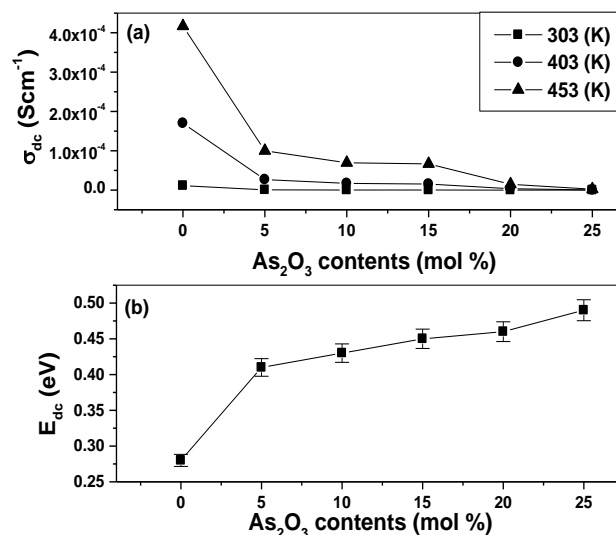 (a)
303 (K)
403 (K)
453 (K)
4.0x10⁻⁴
3.0x10⁻⁴
2.0x10⁻⁴
1.0x10⁻⁴
0.0
σdc (Scm⁻¹)
0 5 10 15 20 25
As₂O₃ contents (mol %)
(b)
0.50
0.45
0.40
0.35
0.30
0.25
Edc (eV)
0 5 10 15 20 25
As₂O₃ contents (mol %)